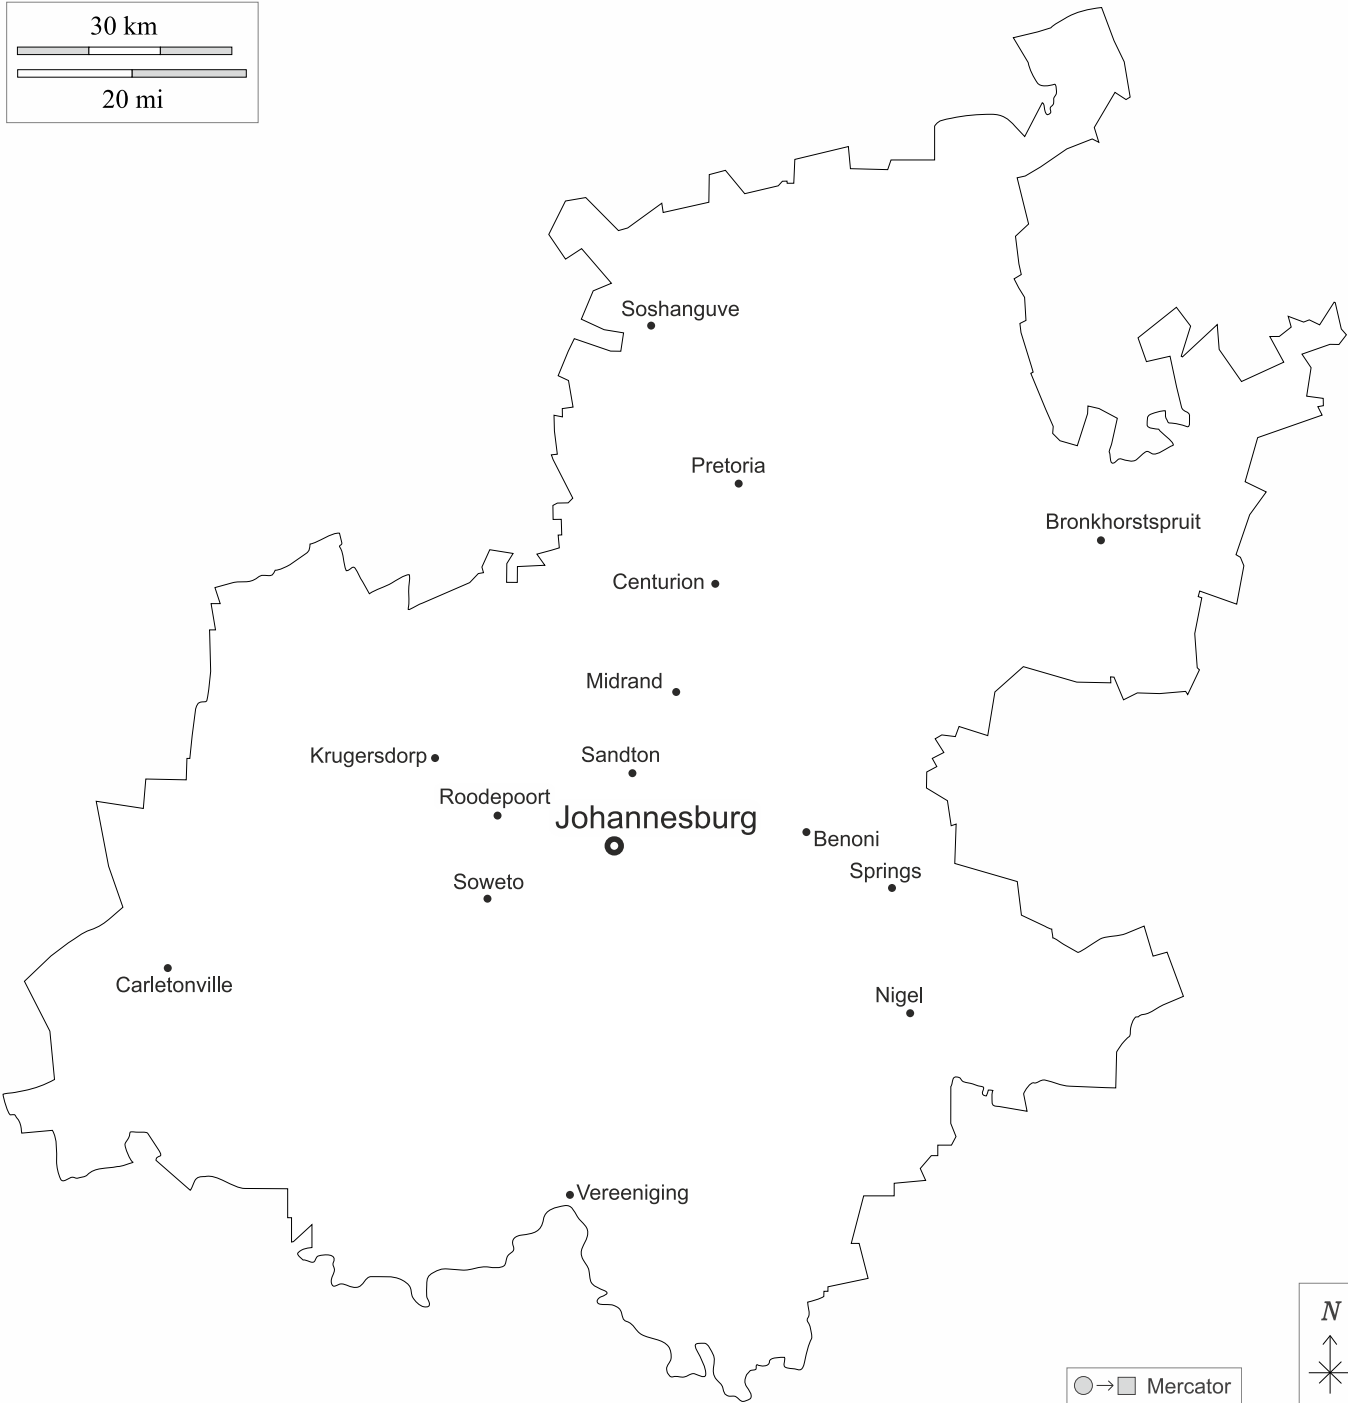 30 km
20 mi
Soshanguve
Pretoria
Bronkhorstspruit
Centurion
Midrand
Krugersdorp
Sandton
Roodepoort
Johannesburg
Benoni
Springs
Soweto
Carletonville
Nigel
Vereeniging
N
Mercator